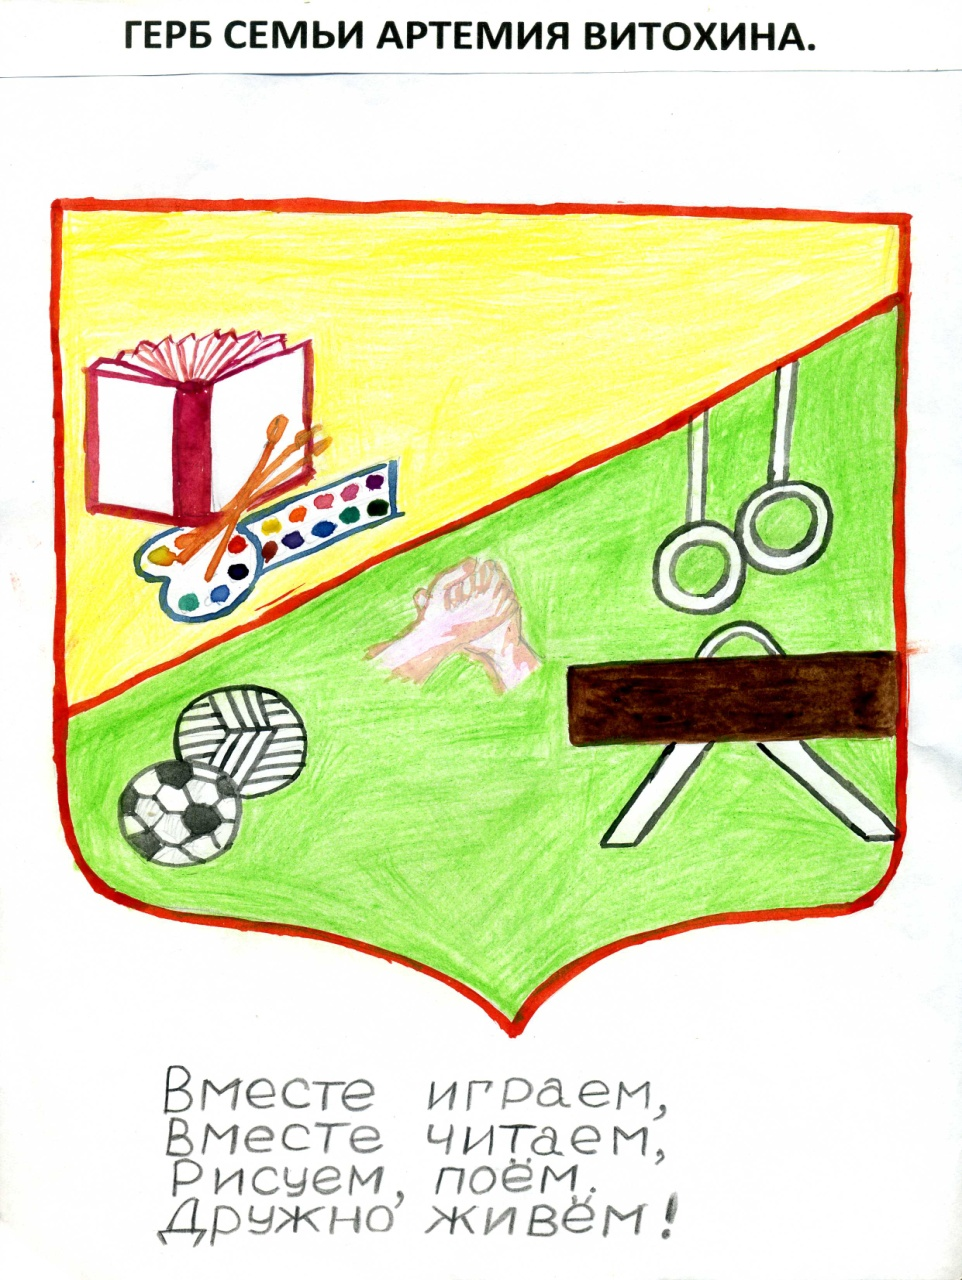 ГЕРБ СЕМЬИ АРТЕМИЯ ВИТОХИНА.
Вместе играем,
Вместе читаем,
Рисуем, поём.
Дружно живём!